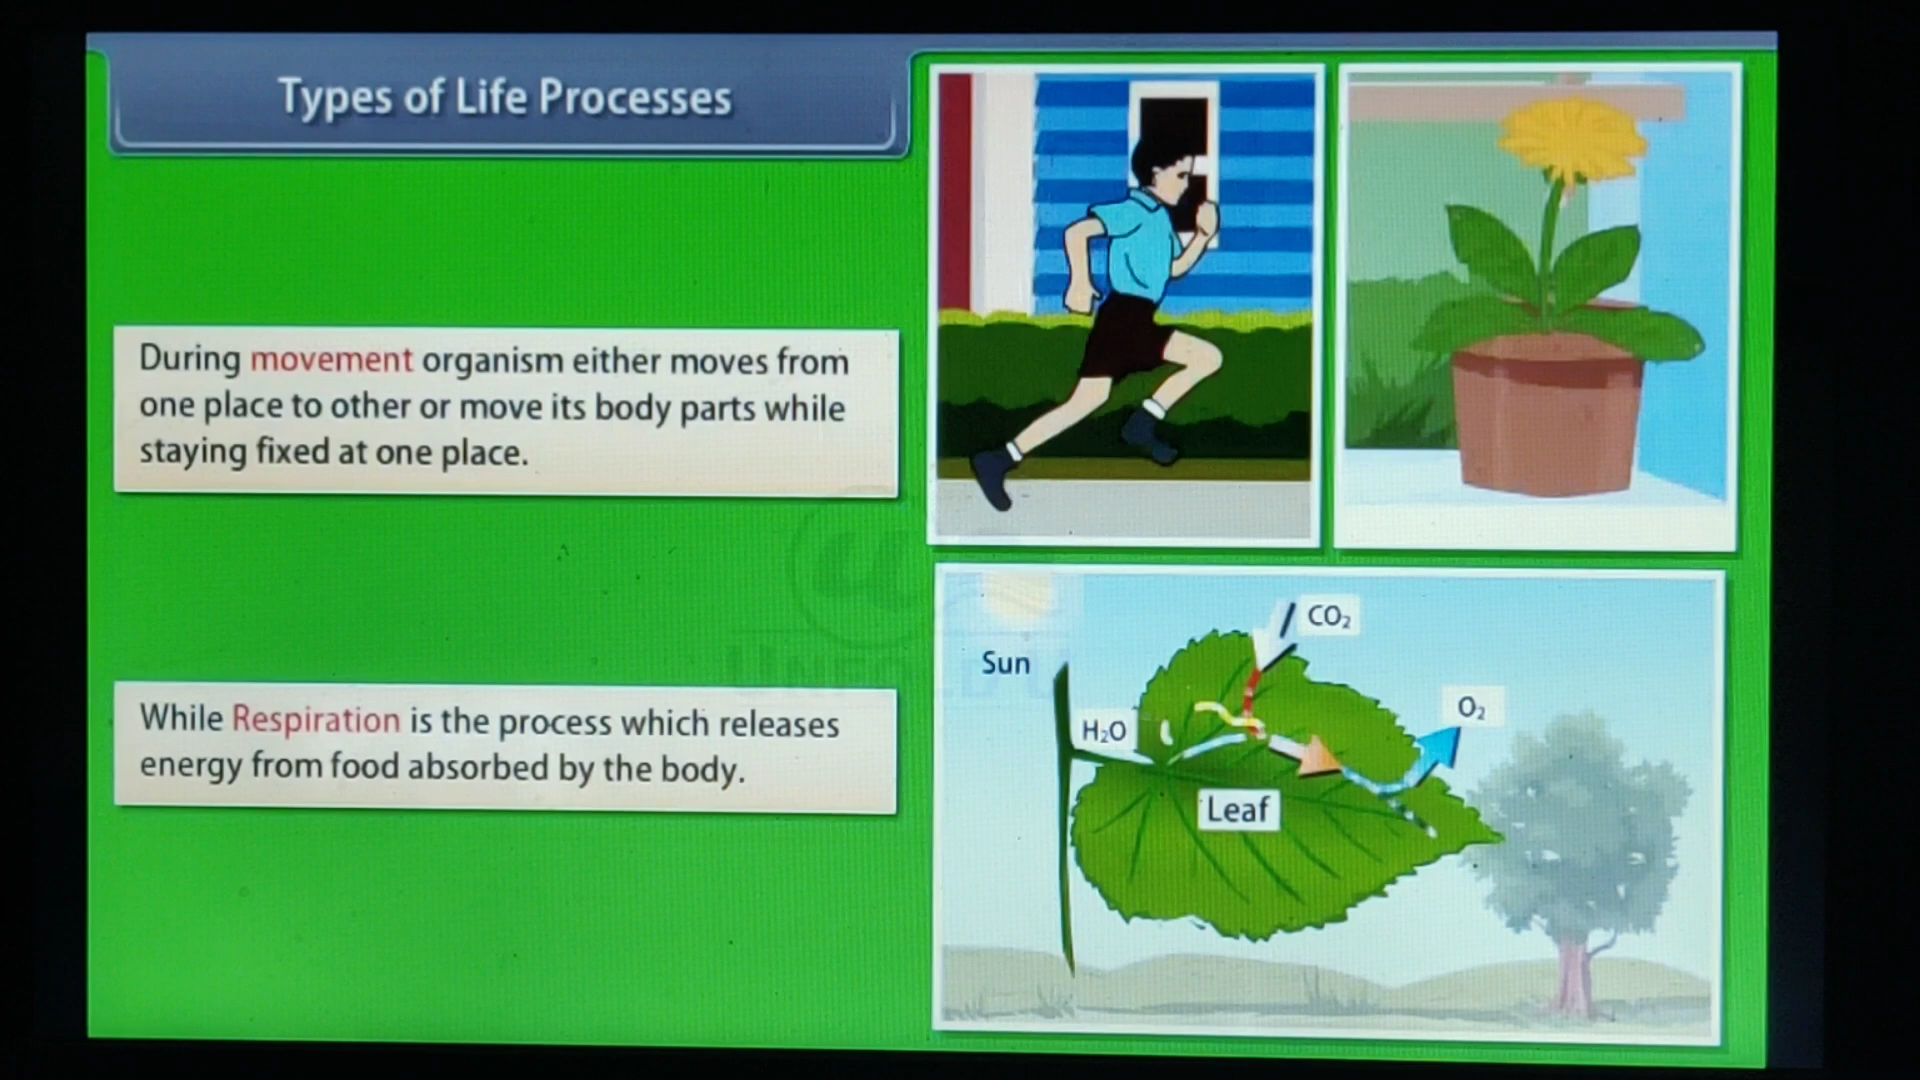 Types of Life Processes
During movement organism either moves from
one place to other or move its body parts while
staying fixed at one place.
While Respiration is the process which releases
energy from food absorbed by the body.
Sun
CO₂
H₂O
O₂
Leaf